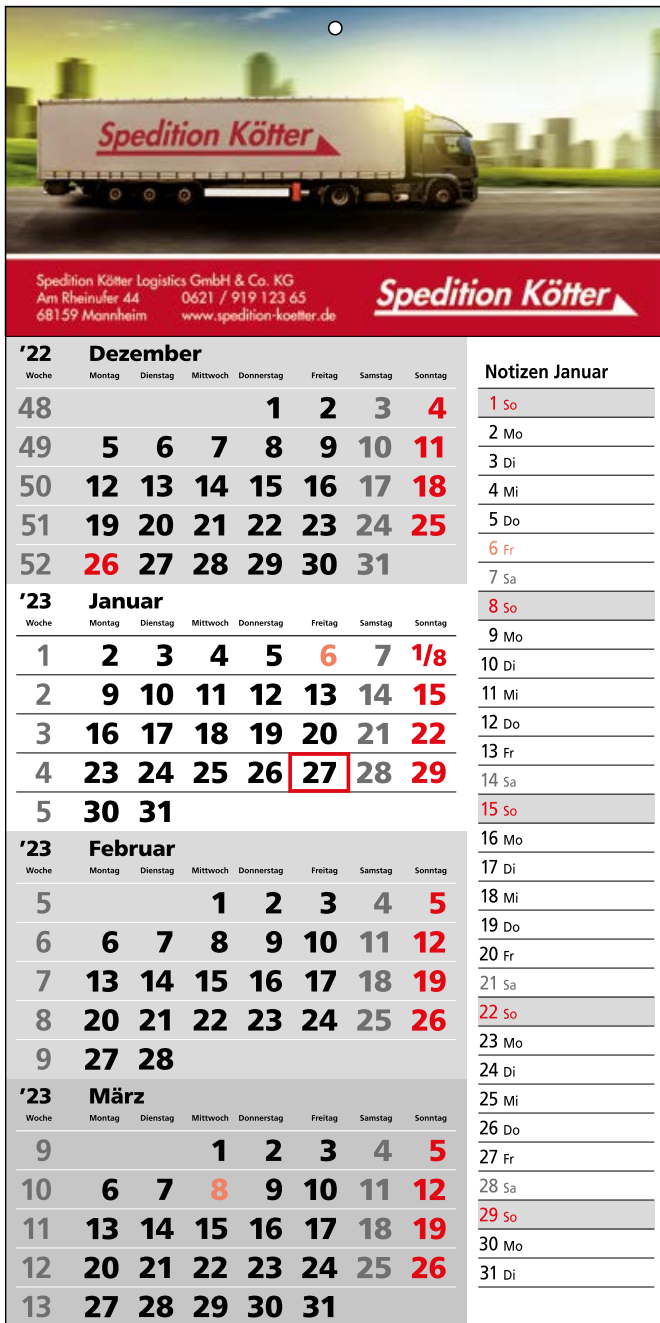 Spedition Kötter
Spedition Kötter Logistics GmbH & Co. KG
Am Rheinufer 44 0621 / 919 123 65
68159 Mannheim www.spedition-koetter.de
Spedition Kötter
’22 Dezember
Woche Montag Dienstag Mittwoch Donnerstag Freitag Samstag Sonntag
48 1 2 3 4
49 5 6 7 8 9 10 11
50 12 13 14 15 16 17 18
51 19 20 21 22 23 24 25
52 26 27 28 29 30 31
’23 Januar
Woche Montag Dienstag Mittwoch Donnerstag Freitag Samstag Sonntag
1 2 3 4 5 6 7 1/8
2 9 10 11 12 13 14 15
3 16 17 18 19 20 21 22
4 23 24 25 26 27 28 29
5 30 31
’23 Februar
Woche Montag Dienstag Mittwoch Donnerstag Freitag Samstag Sonntag
5 1 2 3 4 5
6 6 7 8 9 10 11 12
7 13 14 15 16 17 18 19
8 20 21 22 23 24 25 26
9 27 28
’23 März
Woche Montag Dienstag Mittwoch Donnerstag Freitag Samstag Sonntag
9 1 2 3 4 5
10 6 7 8 9 10 11 12
11 13 14 15 16 17 18 19
12 20 21 22 23 24 25 26
13 27 28 29 30 31
Notizen Januar
1 So
2 Mo
3 Di
4 Mi
5 Do
6 Fr
7 Sa
8 So
9 Mo
10 Di
11 Mi
12 Do
13 Fr
14 Sa
15 So
16 Mo
17 Di
18 Mi
19 Do
20 Fr
21 Sa
22 So
23 Mo
24 Di
25 Mi
26 Do
27 Fr
28 Sa
29 So
30 Mo
31 Di